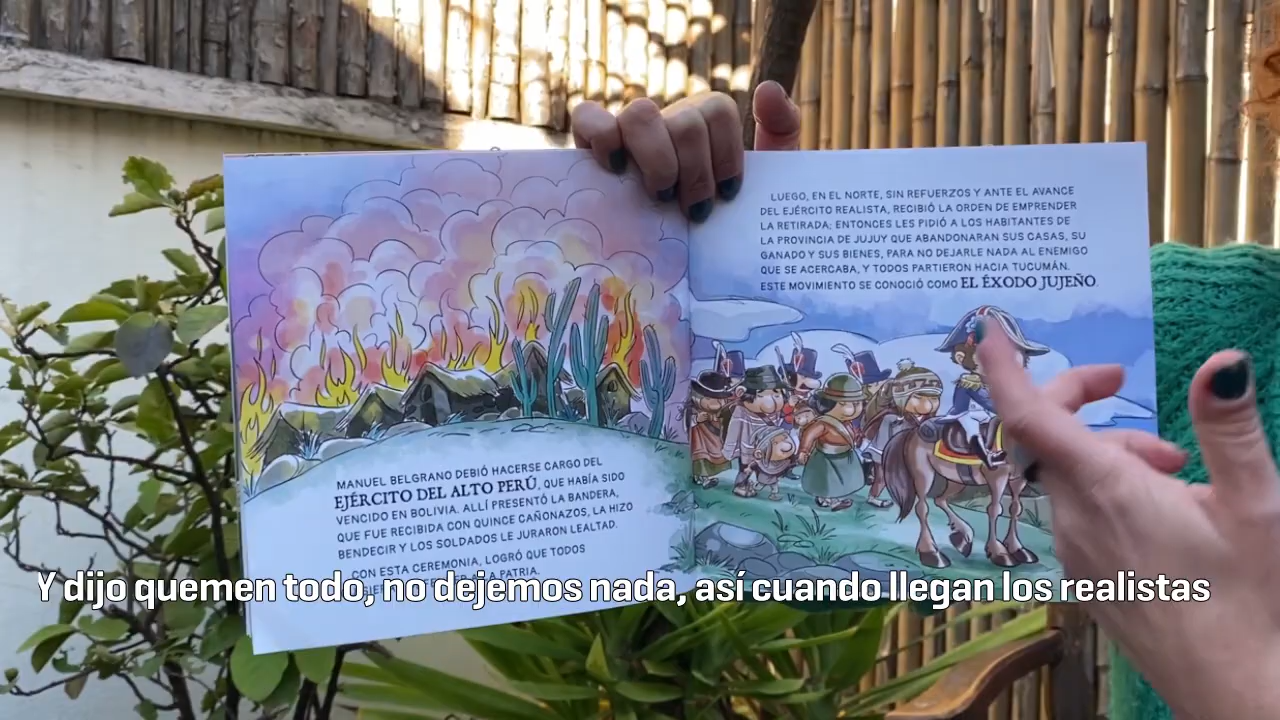 MANUEL BELGRANO DEBIÓ HACERSE CARGO DEL
EJÉRCITO DEL ALTO PERÚ, QUE HABÍA SIDO
VENCIDO EN BOLIVIA. ALLÍ PRESENTÓ LA BANDERA,
QUE FUE RECIBIDA CON QUINCE CAÑONAZOS, LA HIZO
BENDECIR Y LOS SOLDADOS LE JURARON LEALTAD.
CON ESTA CEREMONIA, LOGRÓ QUE TODOS
LA PATRIA.
LUEGO, EN EL NORTE, SIN REFUERZOS Y ANTE EL AVANCE
DEL EJÉRCITO REALISTA, RECIBIÓ LA ORDEN DE EMPRENDER
LA RETIRADA; ENTONCES LES PIDIÓ A LOS HABITANTES DE
LA PROVINCIA DE JUJUY QUE ABANDONARAN SUS CASAS, SU
GANADO Y SUS BIENES, PARA NO DEJARLE NADA AL ENEMIGO
QUE SE ACERCABA, Y TODOS PARTIERON HACIA TUCUMÁN.
ESTE MOVIMIENTO SE CONOCIÓ COMO EL ÉXODO JUJEÑO.
Y dijo quemen todo, no dejemos nada, así cuando llegan los realistas